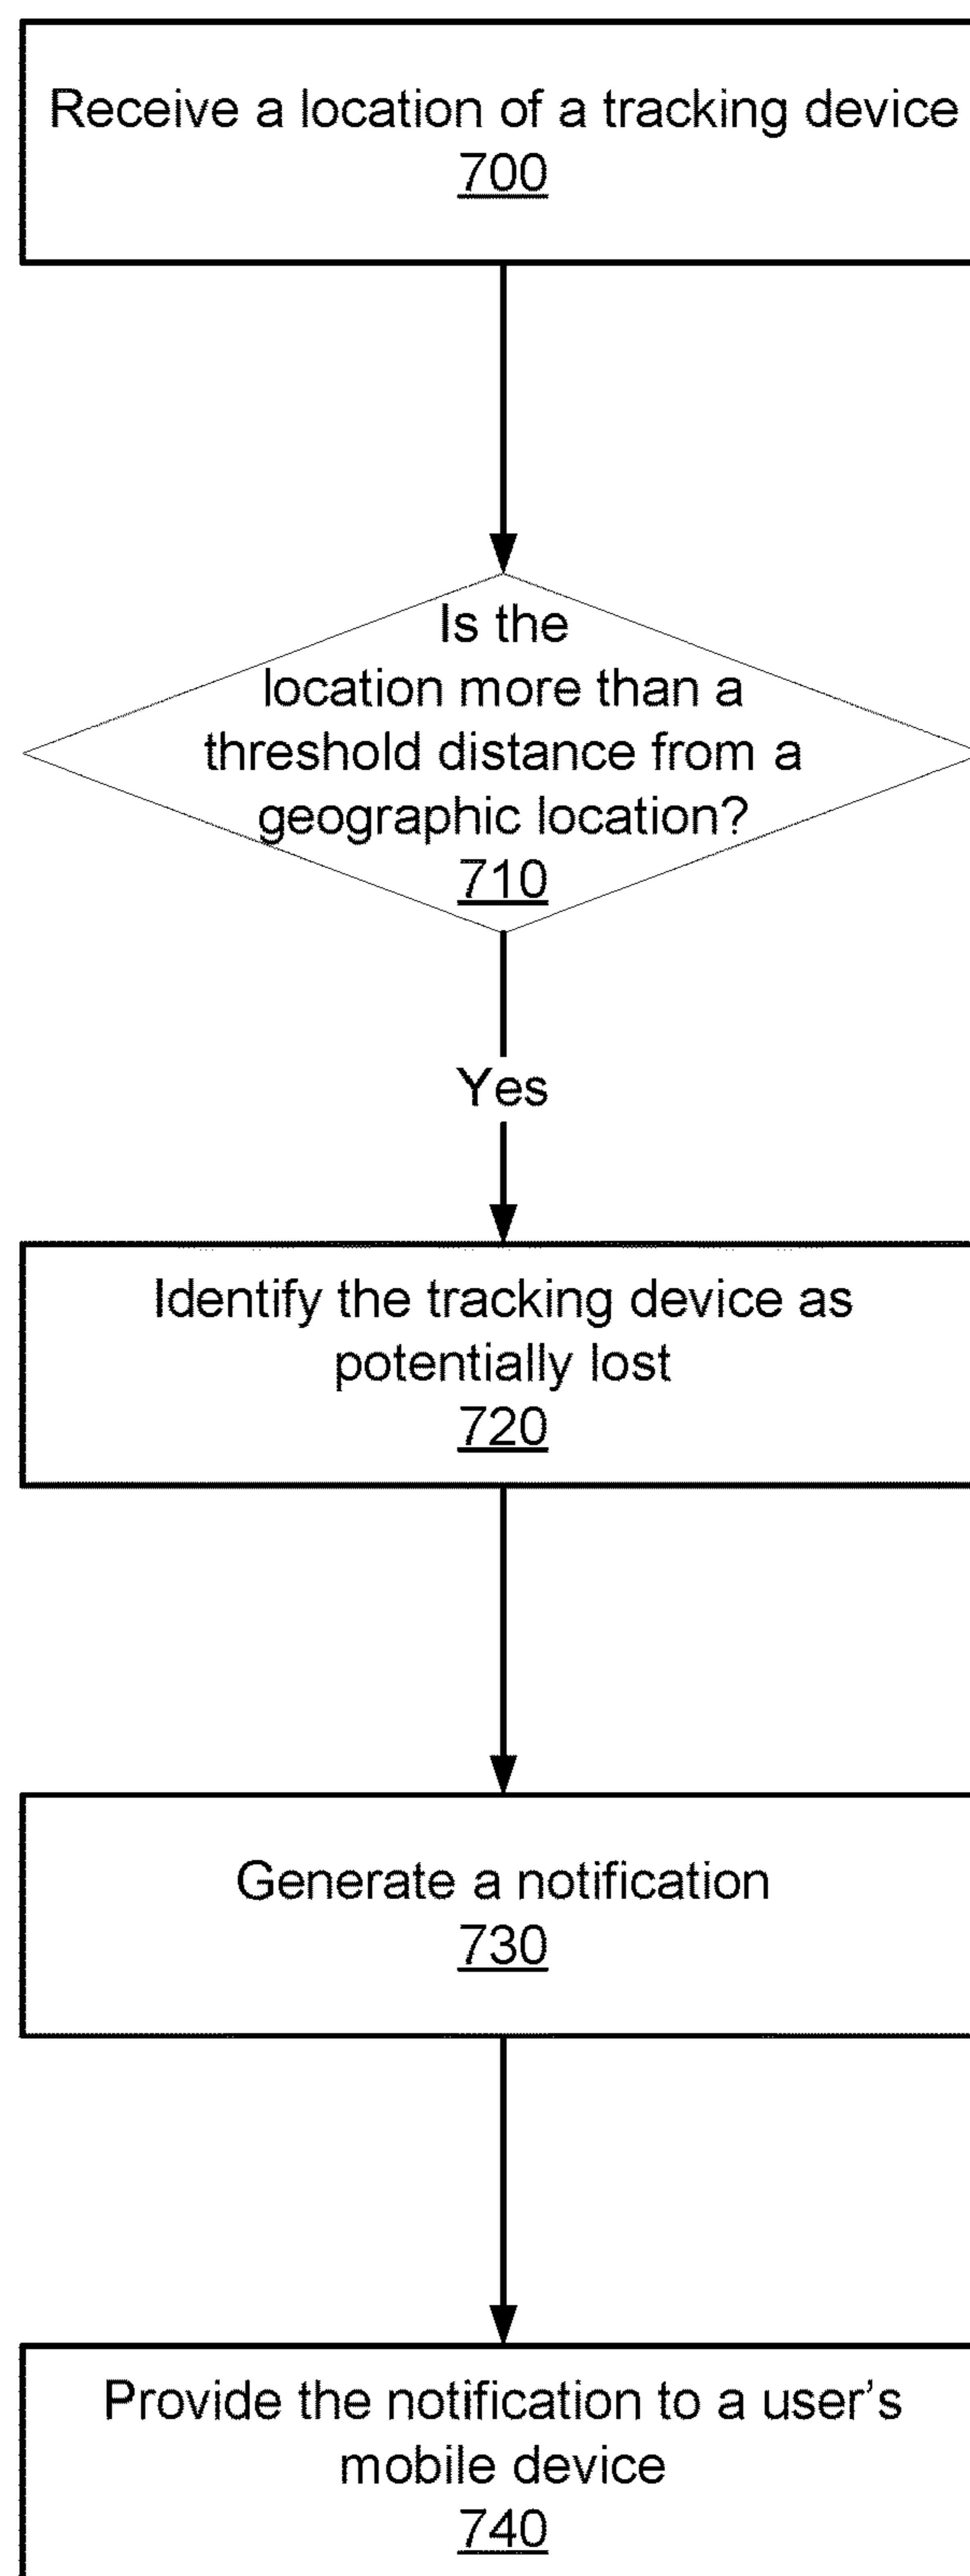 Receive a location of a tracking device
700
Is the
location more than a
threshold distance from a
geographic location?
710
Yes
Identify the tracking device as
potentially lost
720
Generate a notification
730
Provide the notification to a user’s
mobile device
740